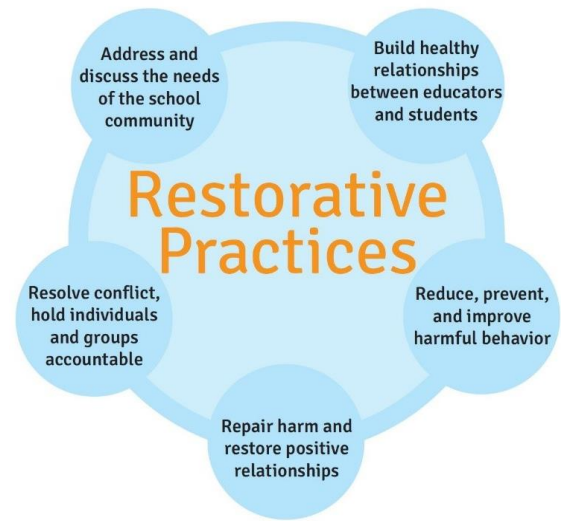 Address and
discuss the needs
of the school
community
Build healthy
relationships
between educators
and students
Restorative
Practices
Resolve conflict,
hold individuals
and groups
accountable
Reduce, prevent,
and improve
harmful behavior
Repair harm and
restore positive
relationships